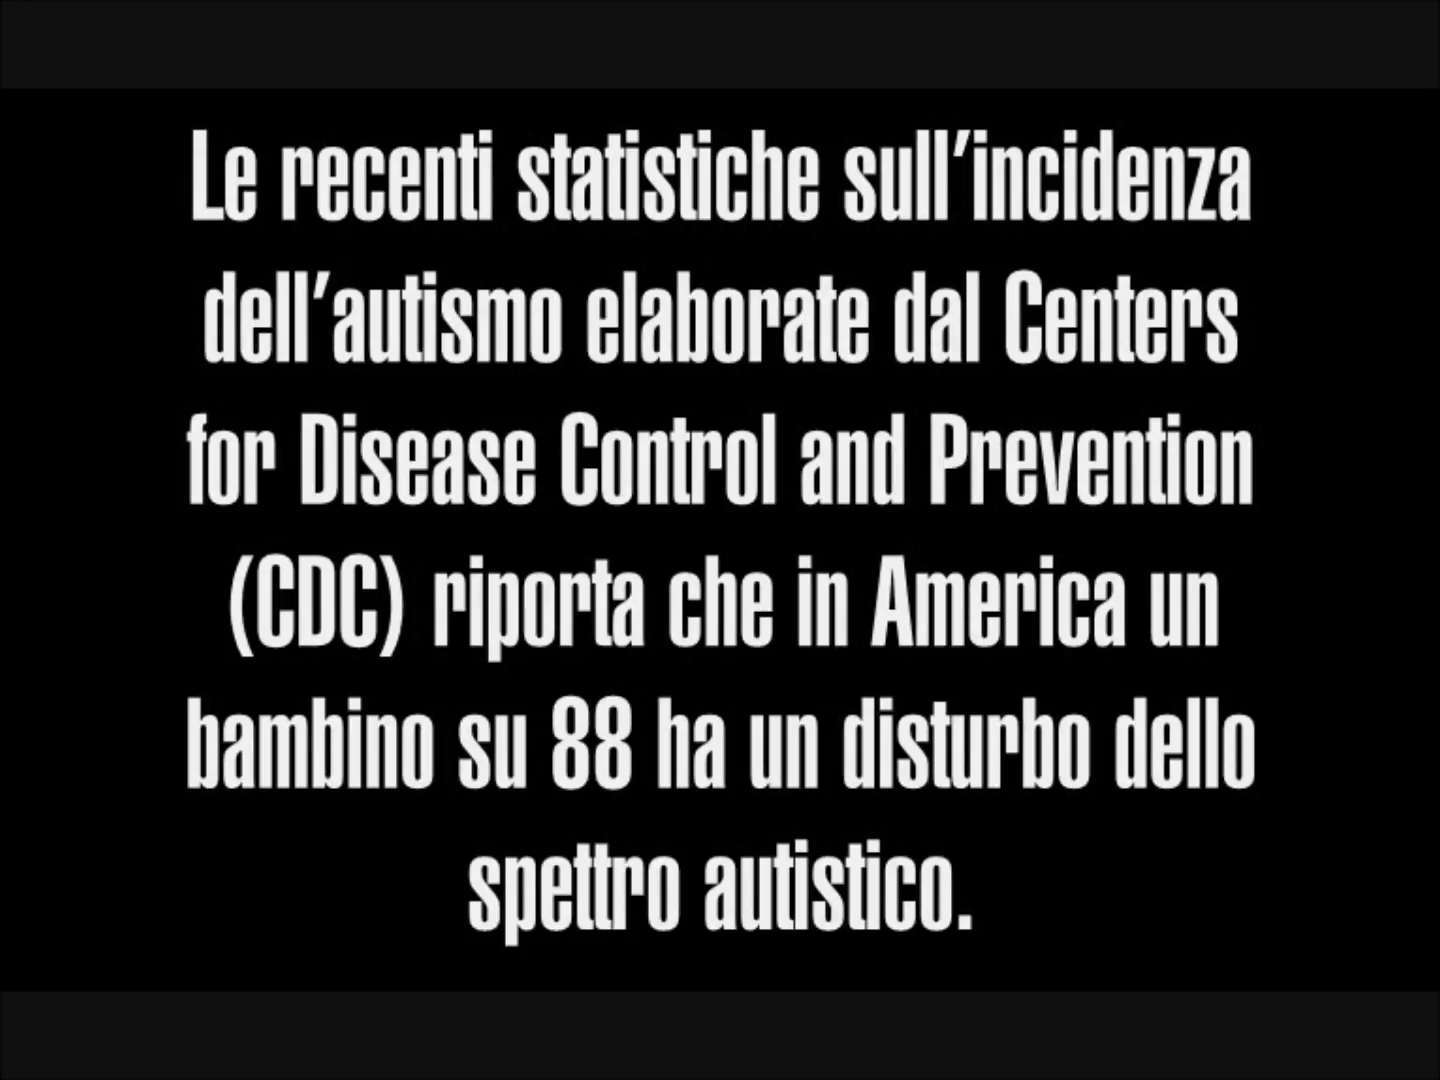 Le recenti statistiche sull'incidenza
dell'autismo elaborate dal Centers
for Disease Control and Prevention
(CDC) riporta che in America un
bambino su 88 ha un disturbo dello
spettro autistico.